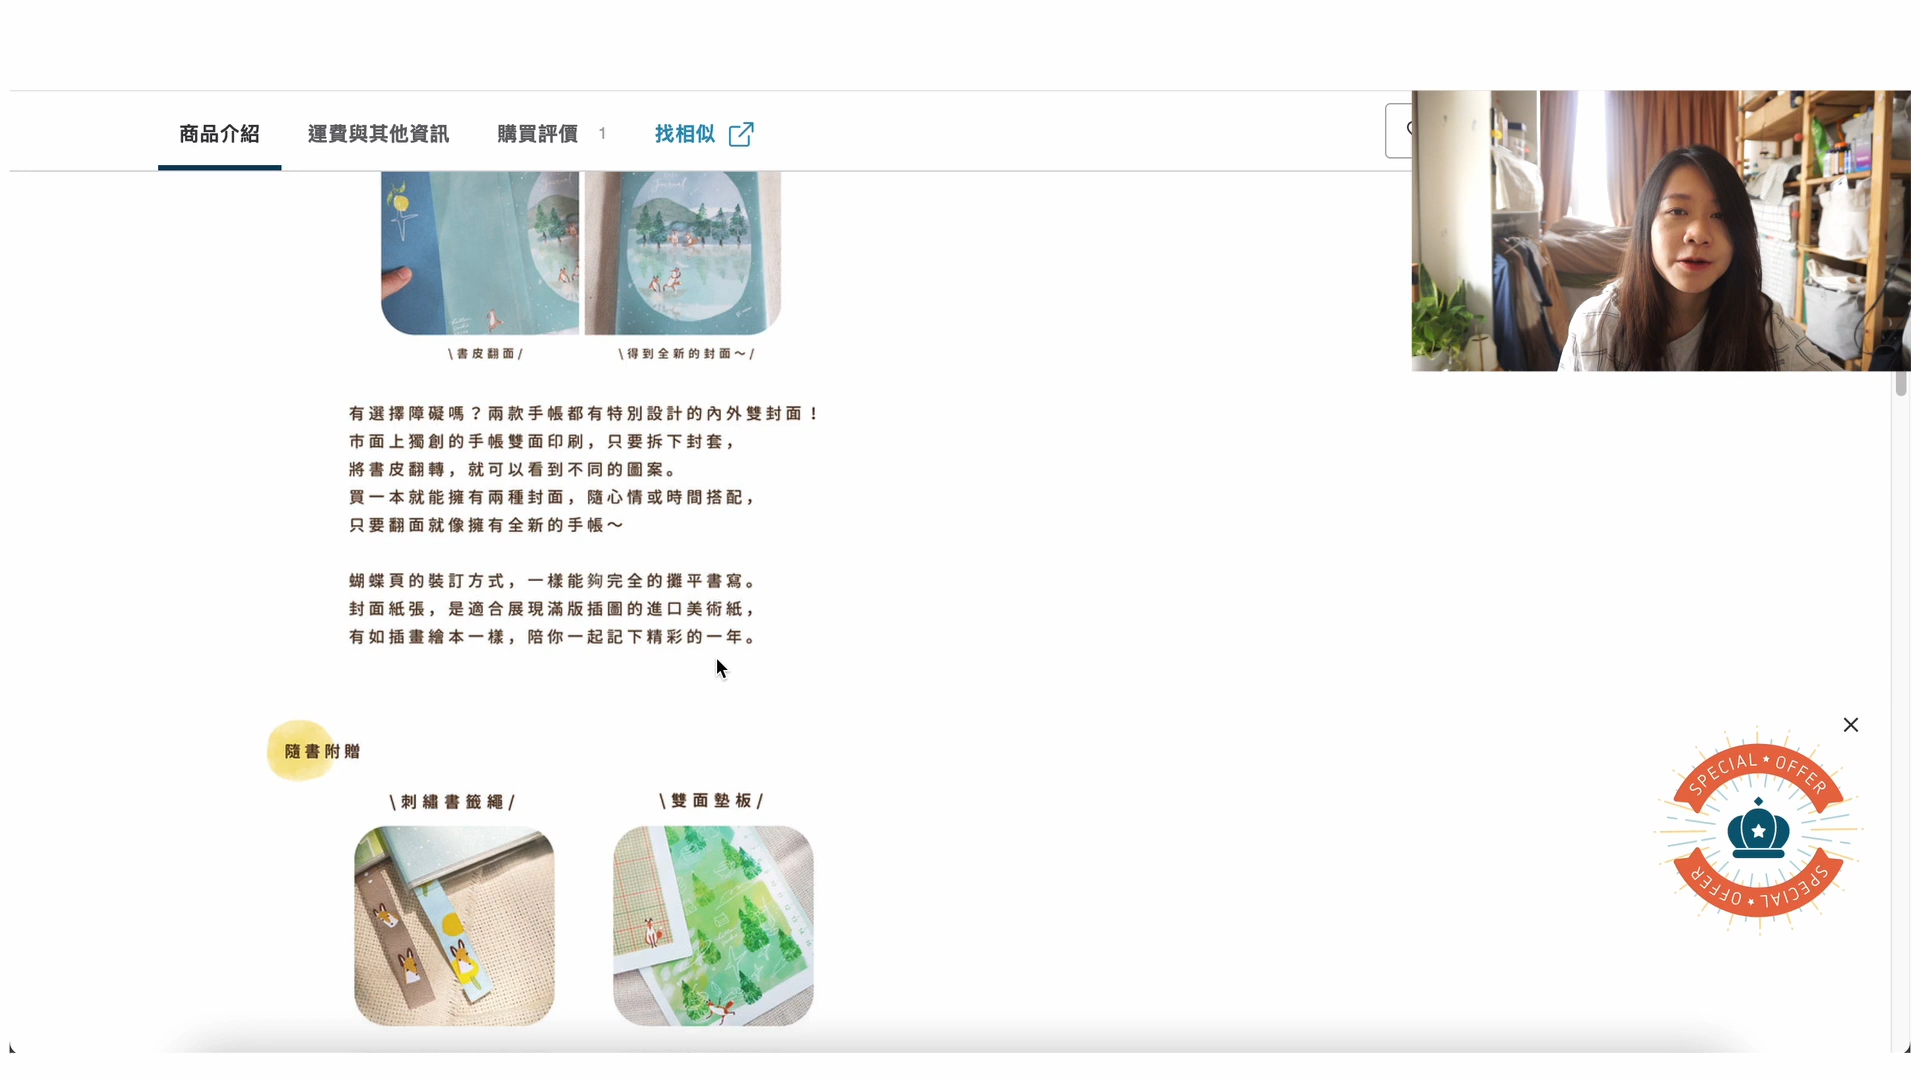 商品介紹
運費與其他資訊
購買評價 1
找相似
Journal
\書皮翻面/
\得到全新的封面～/
有選擇障礙嗎？兩款手帳都有特別設計的內外雙封面！
市面上獨創的手帳雙面印刷，只要拆下封套，
將書皮翻轉，就可以看到不同的圖案。
買一本就能擁有兩種封面，隨心情或時間搭配，
只要翻面就像擁有全新的手帳～
蝴蝶頁的裝訂方式，一樣能夠完全的攤平書寫。
封面紙張，是適合展現滿版插圖的進口美術紙，
有如插畫繪本一樣，陪你一起記下精彩的一年。
隨書附贈
\刺繡書籤繩/
\雙面墊板/
SPECIAL ★ OFFER
SPECIAL ★ OFFER